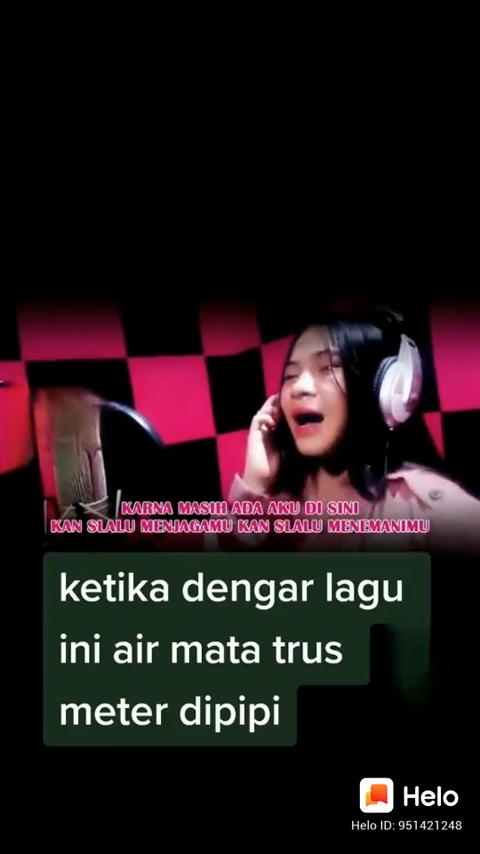 KARNA MASIH ADA AKU DI SINI
KAN SLALU MENJAGAMU KAN SLALU MENEMANIMU
ketika dengar lagu
ini air mata trus
meter dipipi
Helo
Helo ID: 951421248